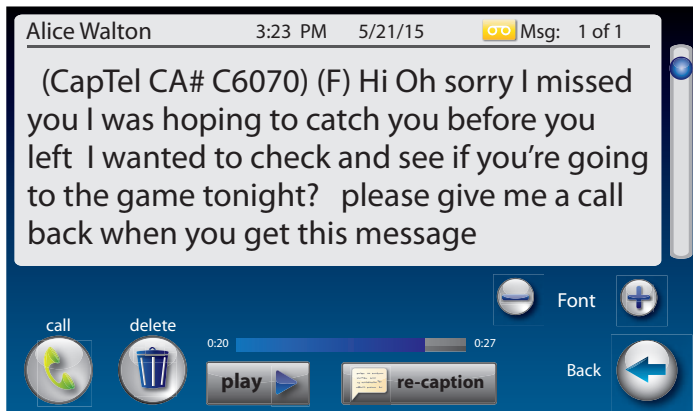 Alice Walton 3:23 PM 5/21/15 Msg: 1 of 1
(CapTel CA# C6070) (F) Hi Oh sorry I missed
you I was hoping to catch you before you
left I wanted to check and see if you’re going
to the game tonight? please give me a call
back when you get this message
Font
call delete
0:20 0:27
Back
play re-caption